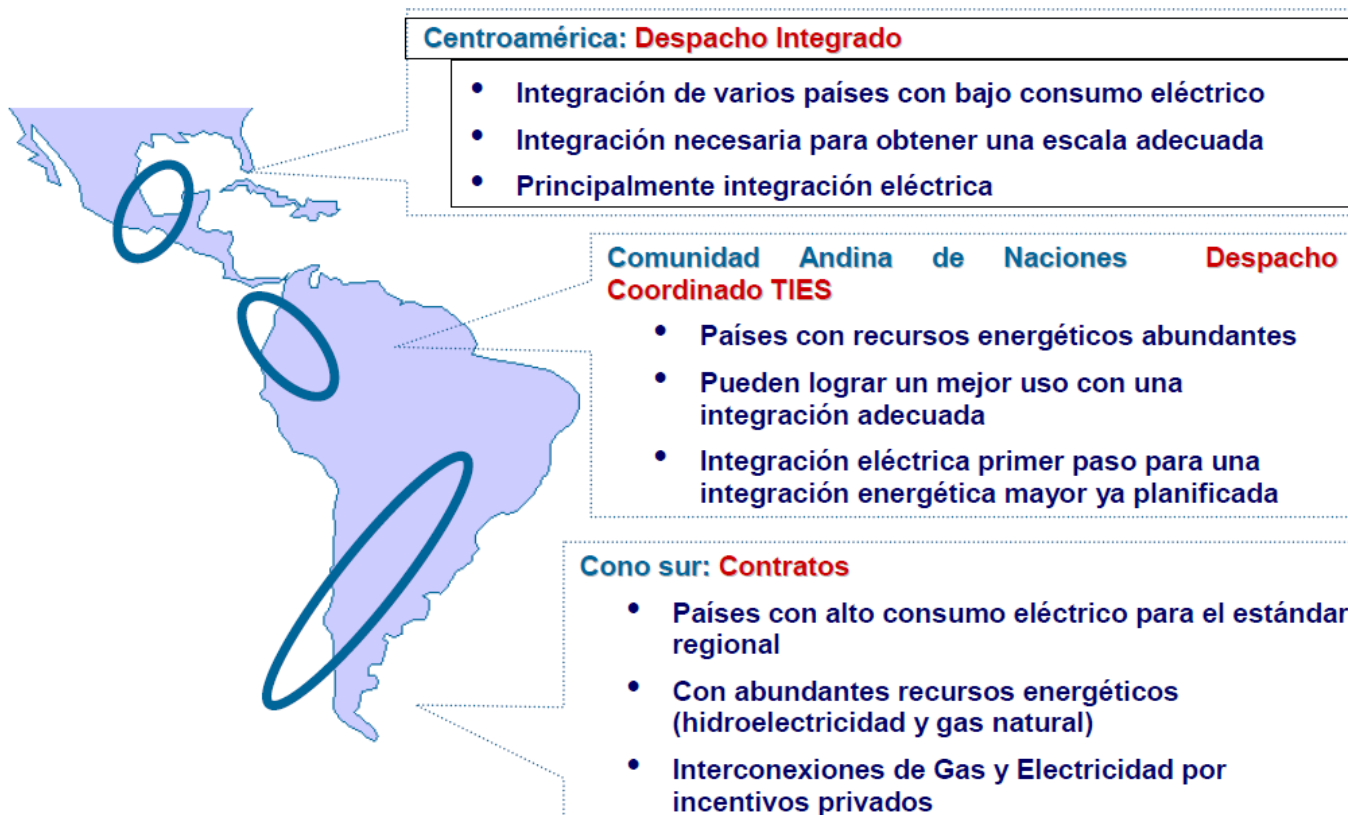 Centroamérica: Despacho Integrado
• Integración de varios países con bajo consumo eléctrico
• Integración necesaria para obtener una escala adecuada
• Principalmente integración eléctrica
Comunidad Andina de Naciones Despacho
Coordinado TIES
• Países con recursos energéticos abundantes
• Pueden lograr un mejor uso con una
integración adecuada
• Integración eléctrica primer paso para una
integración energética mayor ya planificada
Cono sur: Contratos
• Países con alto consumo eléctrico para el estándar
regional
• Con abundantes recursos energéticos
(hidroelectricidad y gas natural)
• Interconexiones de Gas y Electricidad por
incentivos privados